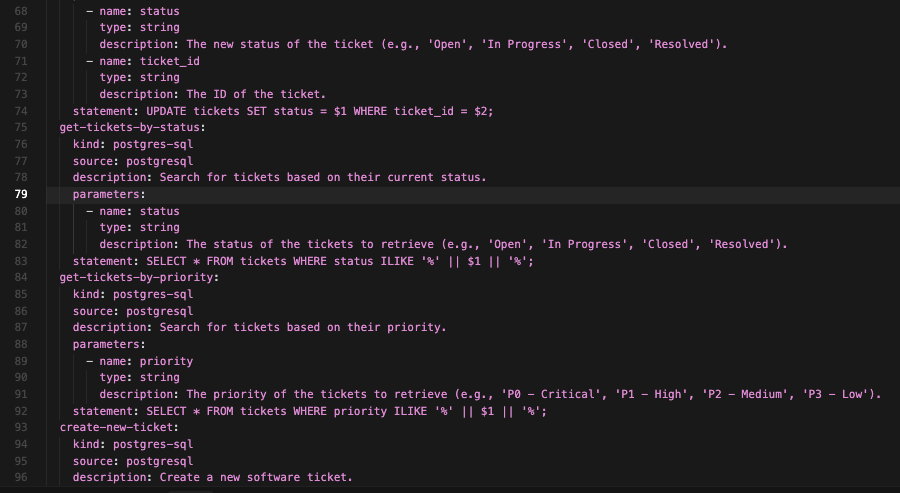 68 - name: status
69 type: string
70 description: The new status of the ticket (e.g., 'Open', 'In Progress', 'Closed', 'Resolved').
71 - name: ticket_id
72 type: string
73 description: The ID of the ticket.
74 statement: UPDATE tickets SET status = $1 WHERE ticket_id = $2;
75 get-tickets-by-status:
76 kind: postgres-sql
77 source: postgresql
78 description: Search for tickets based on their current status.
79 parameters:
80 - name: status
81 type: string
82 description: The status of the tickets to retrieve (e.g., 'Open', 'In Progress', 'Closed', 'Resolved').
83 statement: SELECT * FROM tickets WHERE status ILIKE '%' || $1 || '%';
84 get-tickets-by-priority:
85 kind: postgres-sql
86 source: postgresql
87 description: Search for tickets based on their priority.
88 parameters:
89 - name: priority
90 type: string
91 description: The priority of the tickets to retrieve (e.g., 'P0 - Critical', 'P1 - High', 'P2 - Medium', 'P3 - Low').
92 statement: SELECT * FROM tickets WHERE priority ILIKE '%' || $1 || '%';
93 create-new-ticket:
94 kind: postgres-sql
95 source: postgresql
96 description: Create a new software ticket.